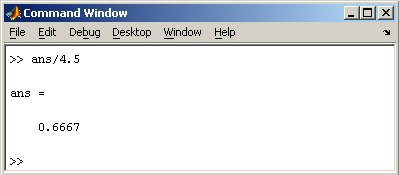 Command Window
File Edit Debug Desktop Window Help
>> ans/4.5
ans =
0.6667
>>